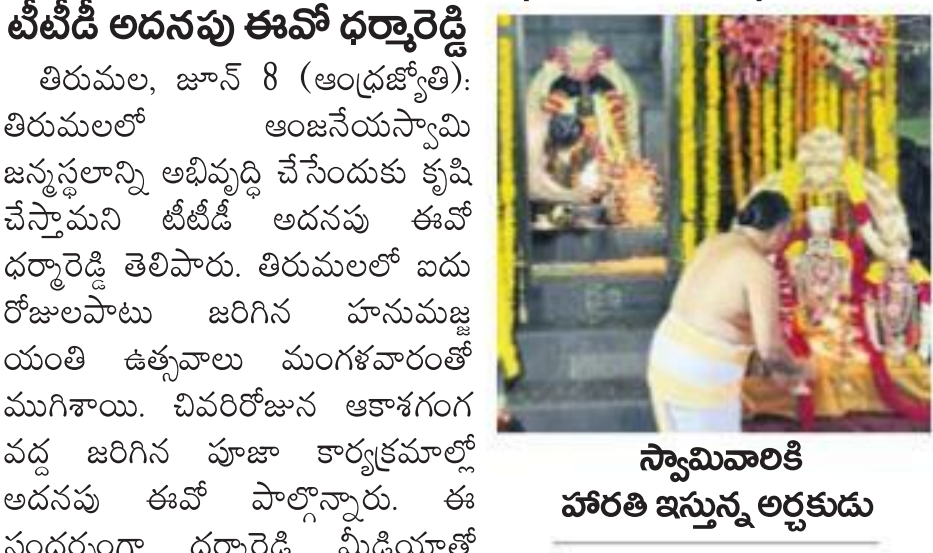 టీటీడీ అదనపు ఈవో ధర్మారెడ్డి
తిరుమల, జూన్ 8 (ఆంధ్రజ్యోతి):
తిరుమలలో ఆంజనేయస్వామి
జన్మస్థలాన్ని అభివృద్ధి చేసేందుకు కృషి
చేస్తామని టీటీడీ అదనపు ఈవో
ధర్మారెడ్డి తెలిపారు. తిరుమలలో ఐదు
రోజులపాటు జరిగిన హనుమజ్జ
యంతి ఉత్సవాలు మంగళవారంతో
ముగిశాయి. చివరిరోజున ఆకాశగంగ
వద్ద జరిగిన పూజా కార్యక్రమాల్లో
అదనపు ఈవో పాల్గొన్నారు. ఈ
సందర్భంగా ధర్మారెడ్డి మీడియాతో
స్వామివారికి
హారతి ఇస్తున్న అర్చకుడు